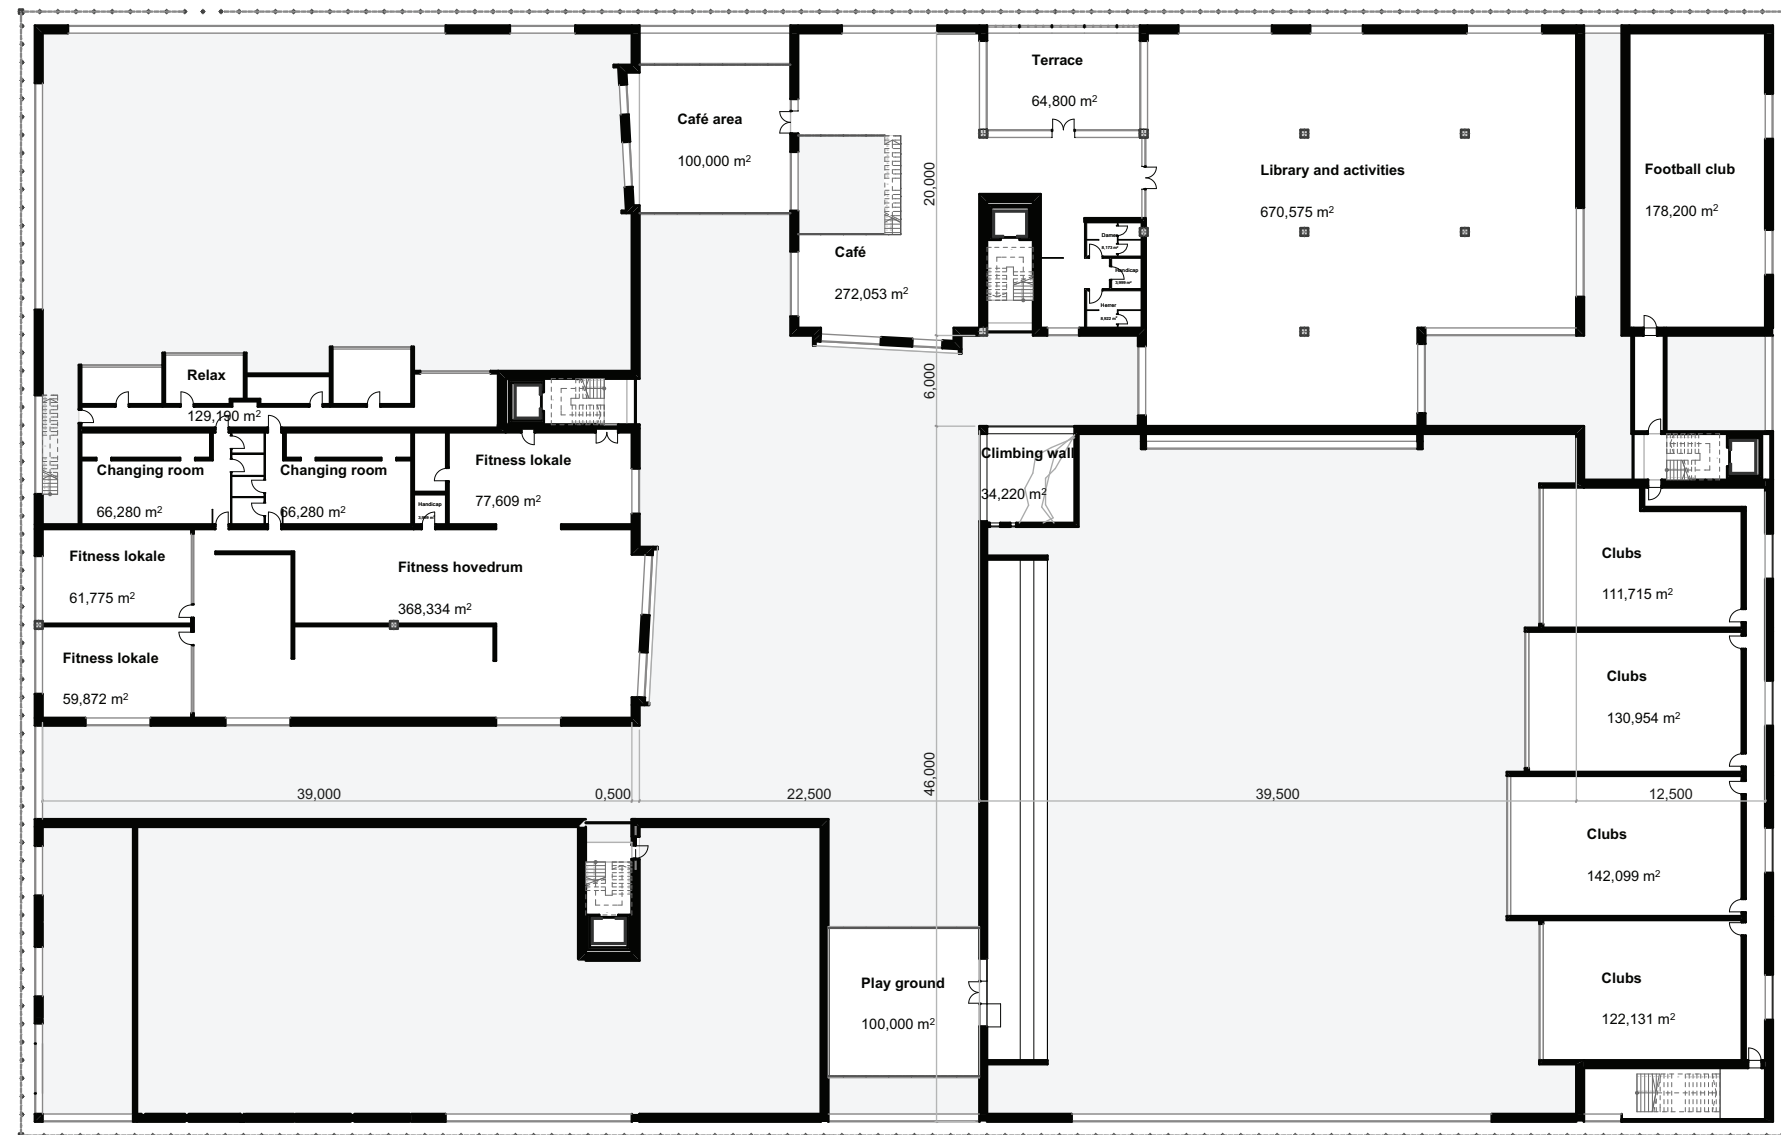 Terrace
64,800 m²
Café area
100,000 m²
Library and activities
670,575 m²
Football club
178,200 m²
20,000
Café
272,053 m²
Dame
Handicap
Herrer
6,000
Relax
129,190 m²
Changing room
66,280 m²
Changing room
66,280 m²
Fitness lokale
77,609 m²
Handicap
Climbing wall
34,220 m²
Fitness lokale
61,775 m²
Fitness hovedrum
368,334 m²
Clubs
111,715 m²
Fitness lokale
59,872 m²
Clubs
130,954 m²
46,000
39,000
0,500
22,500
39,500
12,500
Clubs
142,099 m²
Play ground
100,000 m²
Clubs
122,131 m²